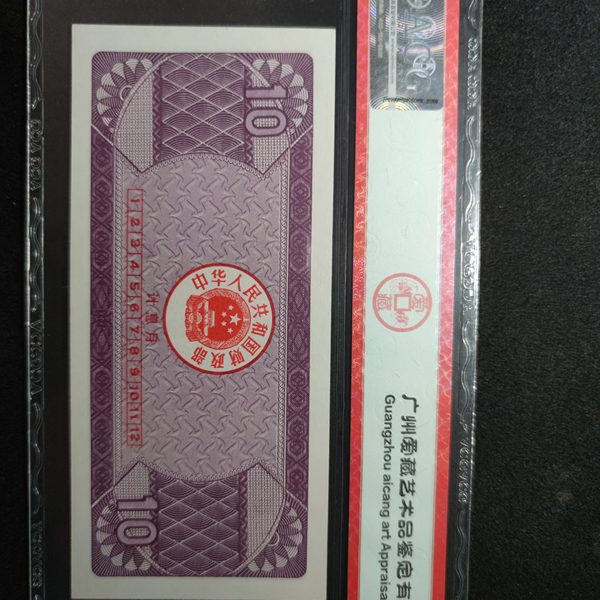 10
10
中华人民共和国财政部
计息月
1 2 3 4 5 6 7 8 9 10 11 12
广州爱藏艺术品鉴定有
Guangzhou aicang art Appraisa